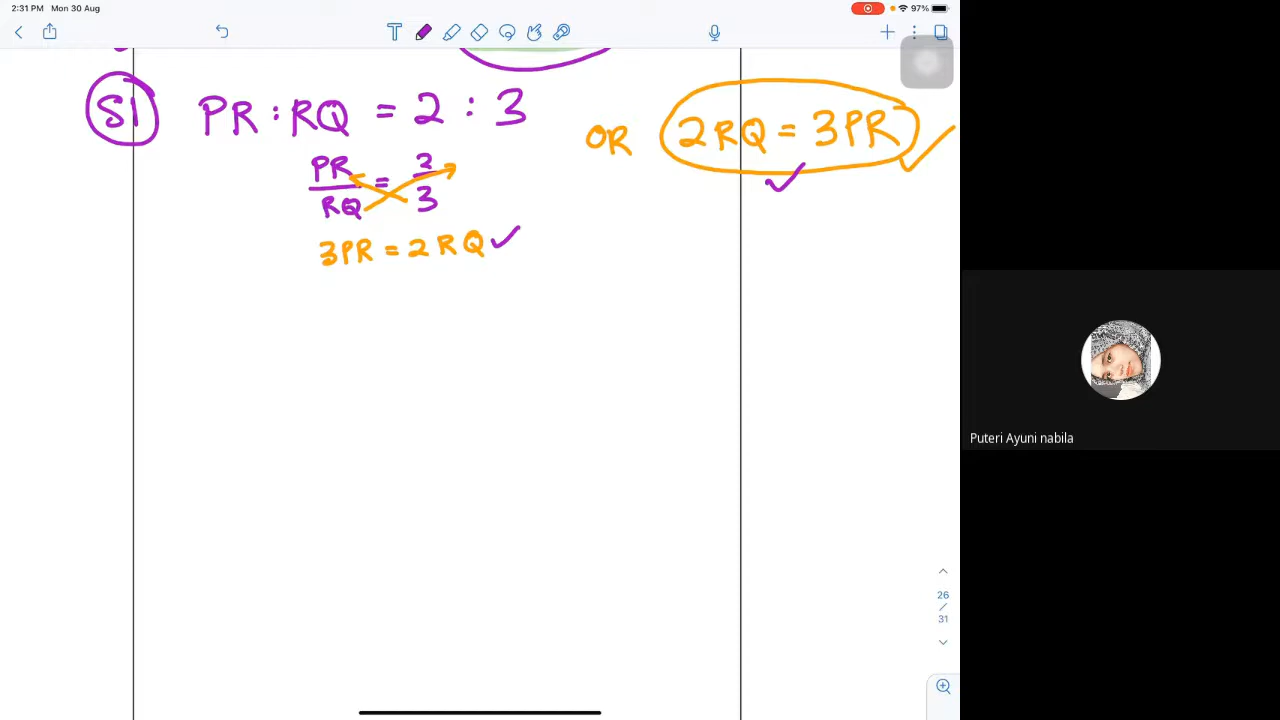 2:31 PM Mon 30 Aug
97%
S1 PR : RQ = 2 : 3
OR 2RQ = 3PR ✓
✓
PR/RQ = 2/3
3PR = 2RQ ✓
Puteri Ayuni nabila
26
/
31